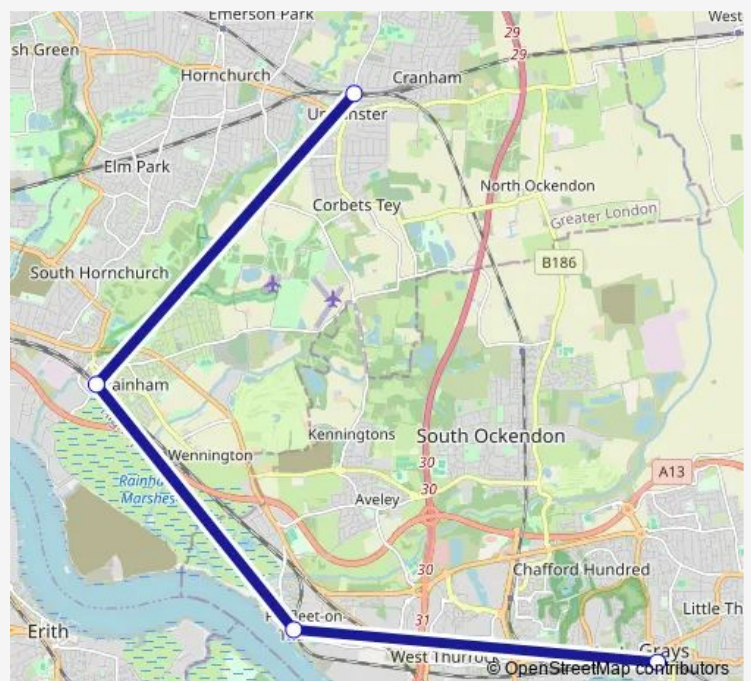 Emerson Park
West
sh Green
29
29
Hornchurch
Cranham
Elm Park
North Ockendon
Corbets Tey
Greater London
South Hornchurch
B186
ainham
Kenningtons
South Ockendon
Wennington
30
A13
30
Marshes
Aveley
30
Chafford Hundred
31
Little Th
Erith
Grays
West Thurrock
© OpenStreetMap contributors